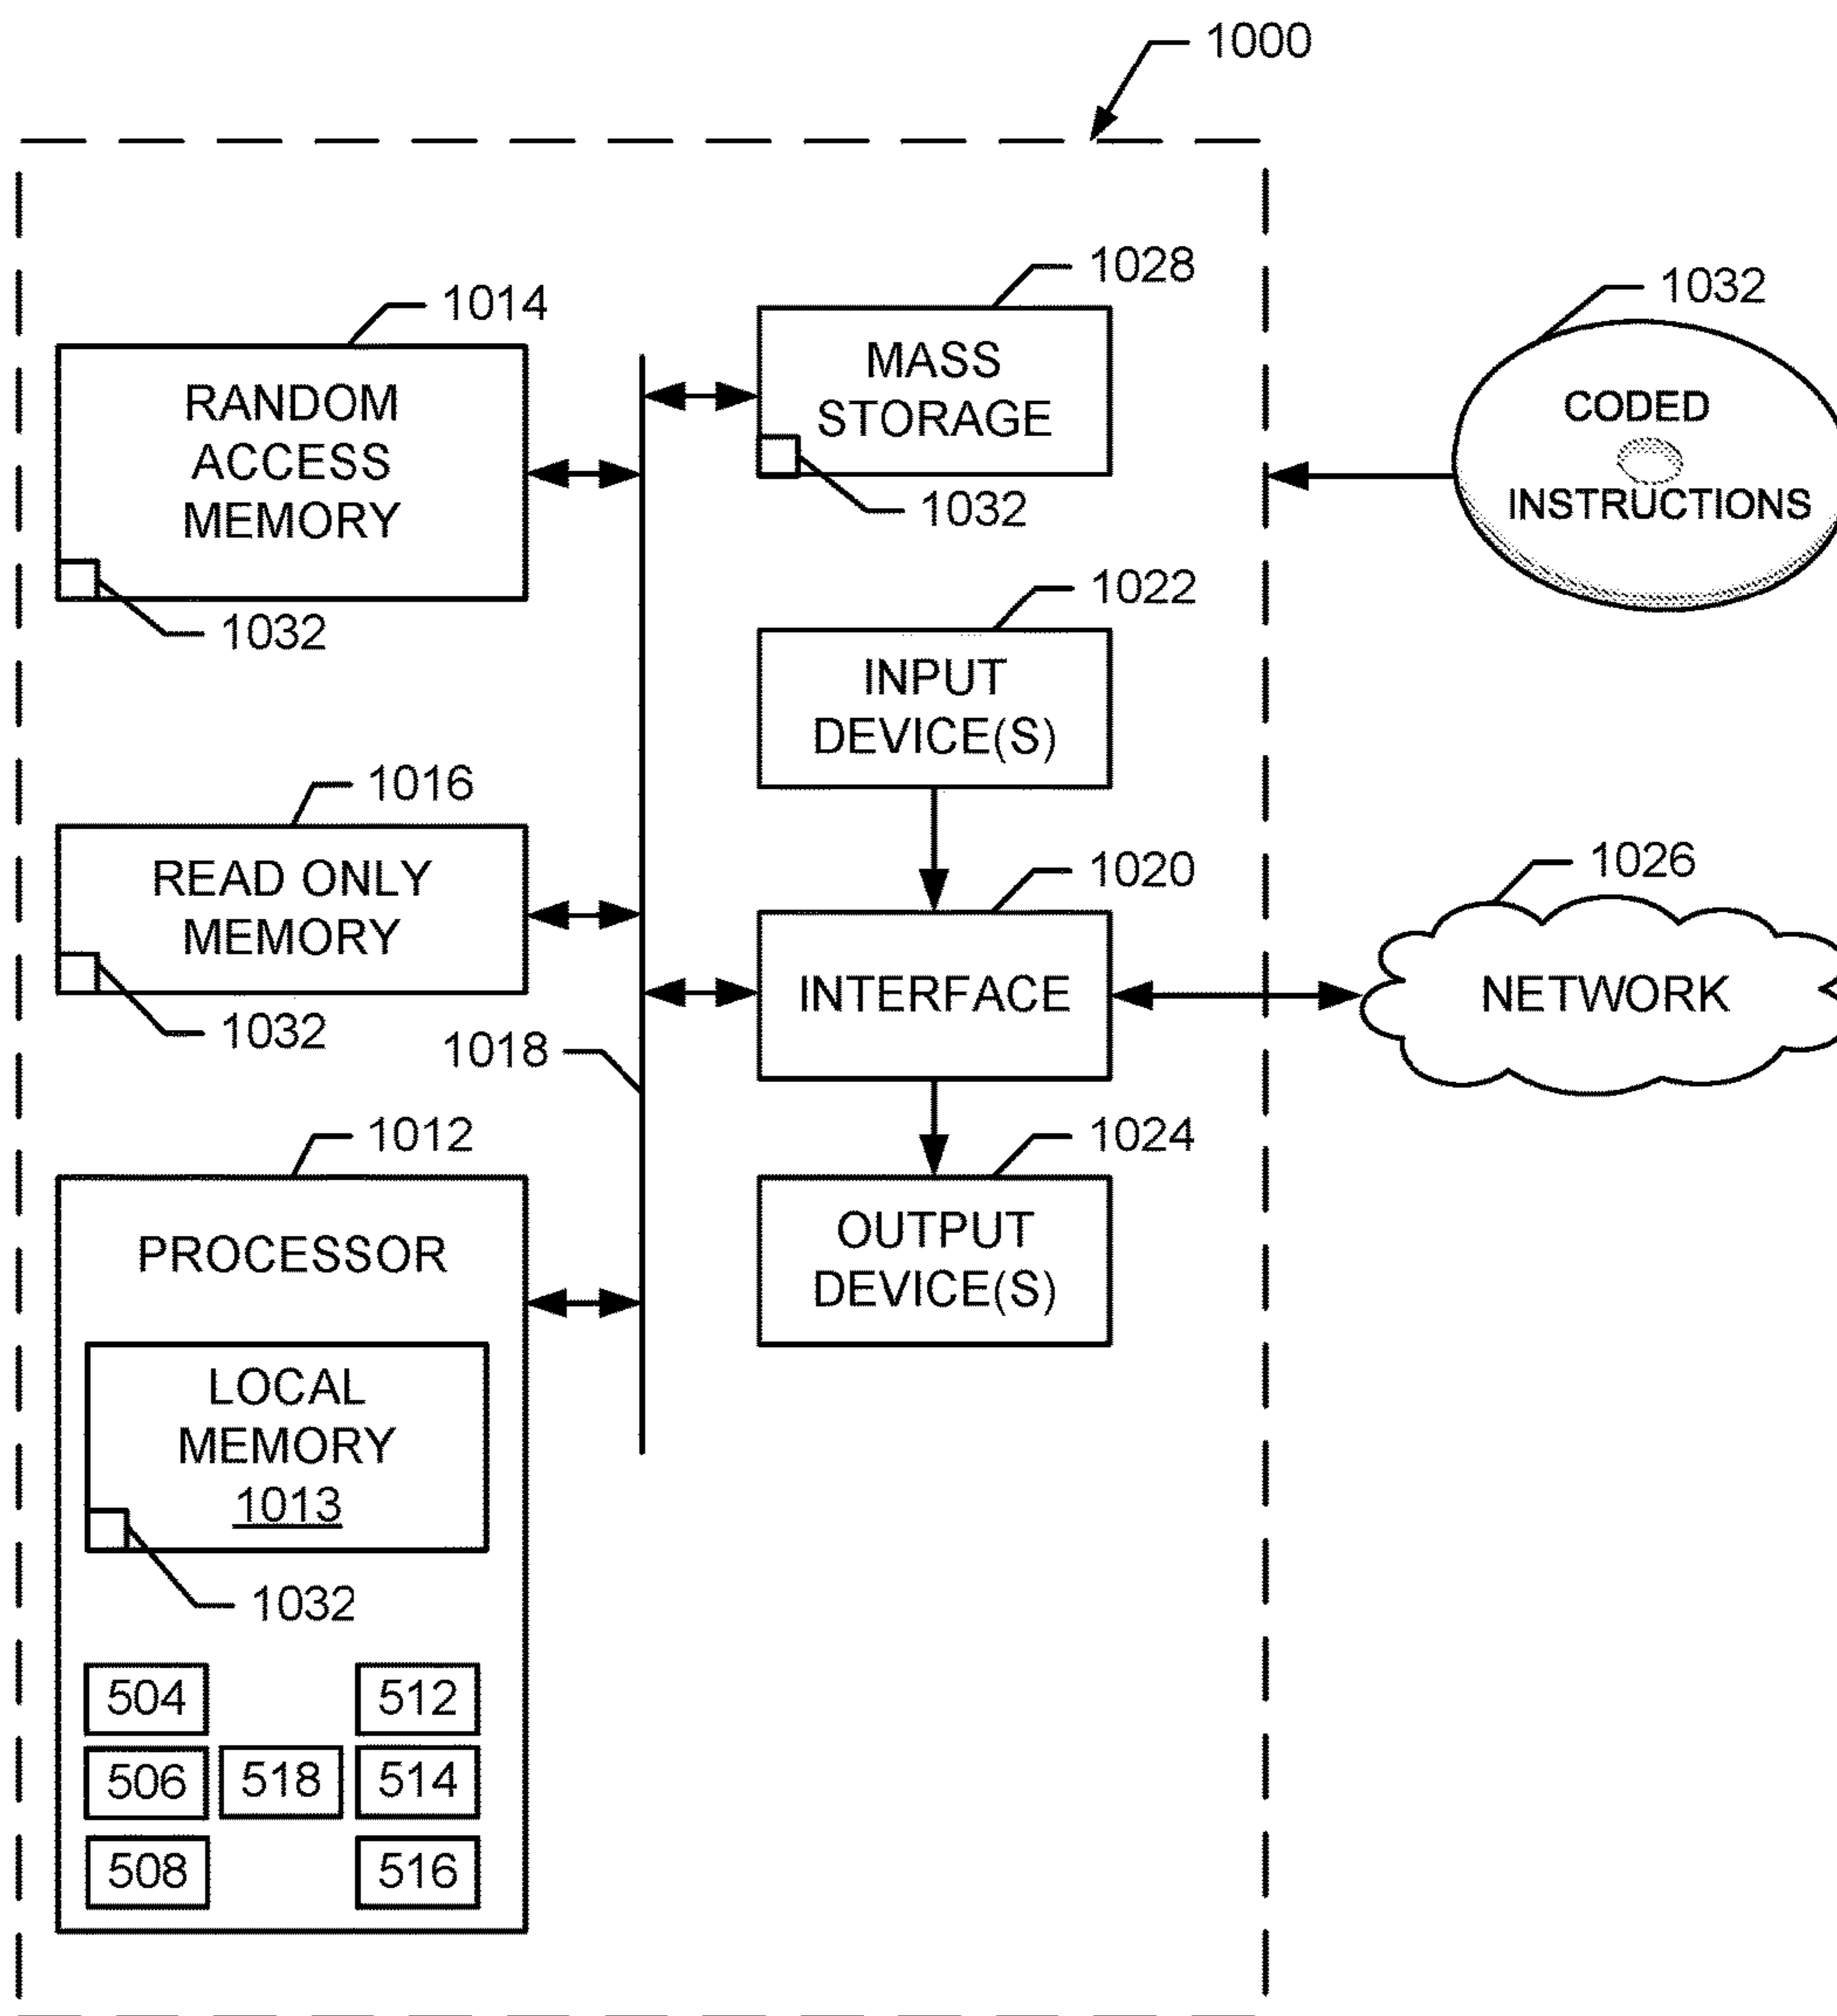 1000
1014
RANDOM
ACCESS
MEMORY
1032
1028
MASS
STORAGE
1032
1032
CODED
INSTRUCTIONS
1022
INPUT
DEVICE(S)
1016
READ ONLY
MEMORY
1032
1020
INTERFACE
1026
NETWORK
1018
1012
PROCESSOR
1024
OUTPUT
DEVICE(S)
LOCAL
MEMORY
1013
1032
504
512
506
518
514
508
516